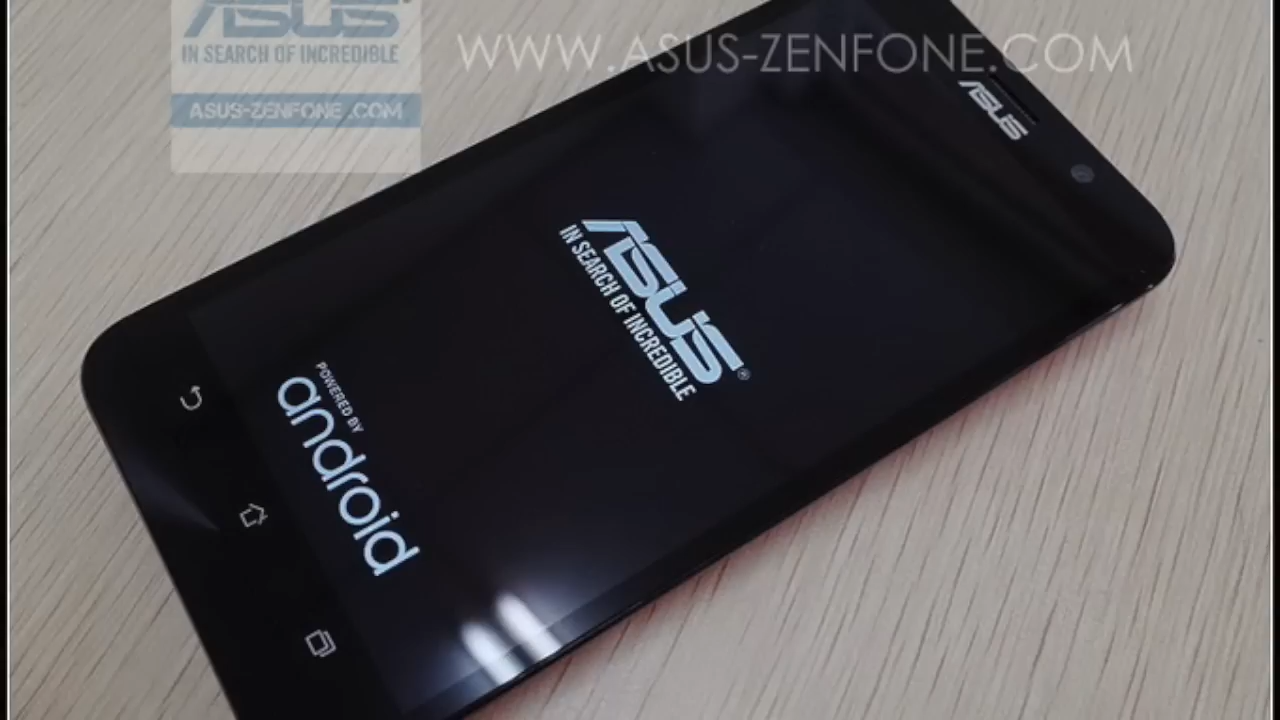 ASUS
IN SEARCH OF INCREDIBLE
ASUS-ZENFONE.COM
WWW.ASUS-ZENFONE.COM
ASUS
ASUS®
IN SEARCH OF INCREDIBLE
POWERED BY
android